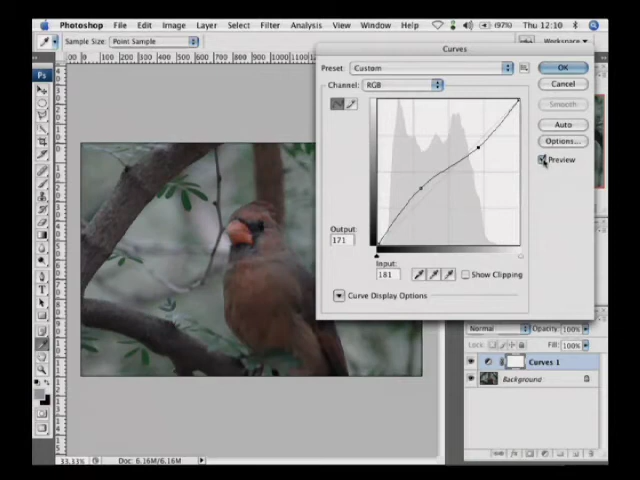 Photoshop File Edit Image Layer Select Filter Analysis View Window Help (97%) Thu 12:10
Sample Size: Point Sample
Workspace
Curves
Preset: Custom
OK
Channel: RGB
Cancel
Smooth
Auto
Options...
Preview
Output:
171
Input:
181
Show Clipping
Curve Display Options
Normal Opacity: 100%
Lock: Fill: 100%
Curves 1
Background
33.33% Doc: 6.16M/6.16M
Ps